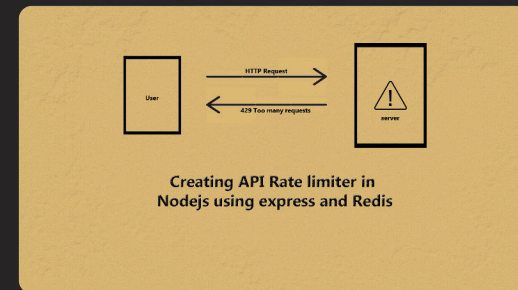 HTTP Request
User
429 Too many requests
server
Creating API Rate limiter in
Nodejs using express and Redis